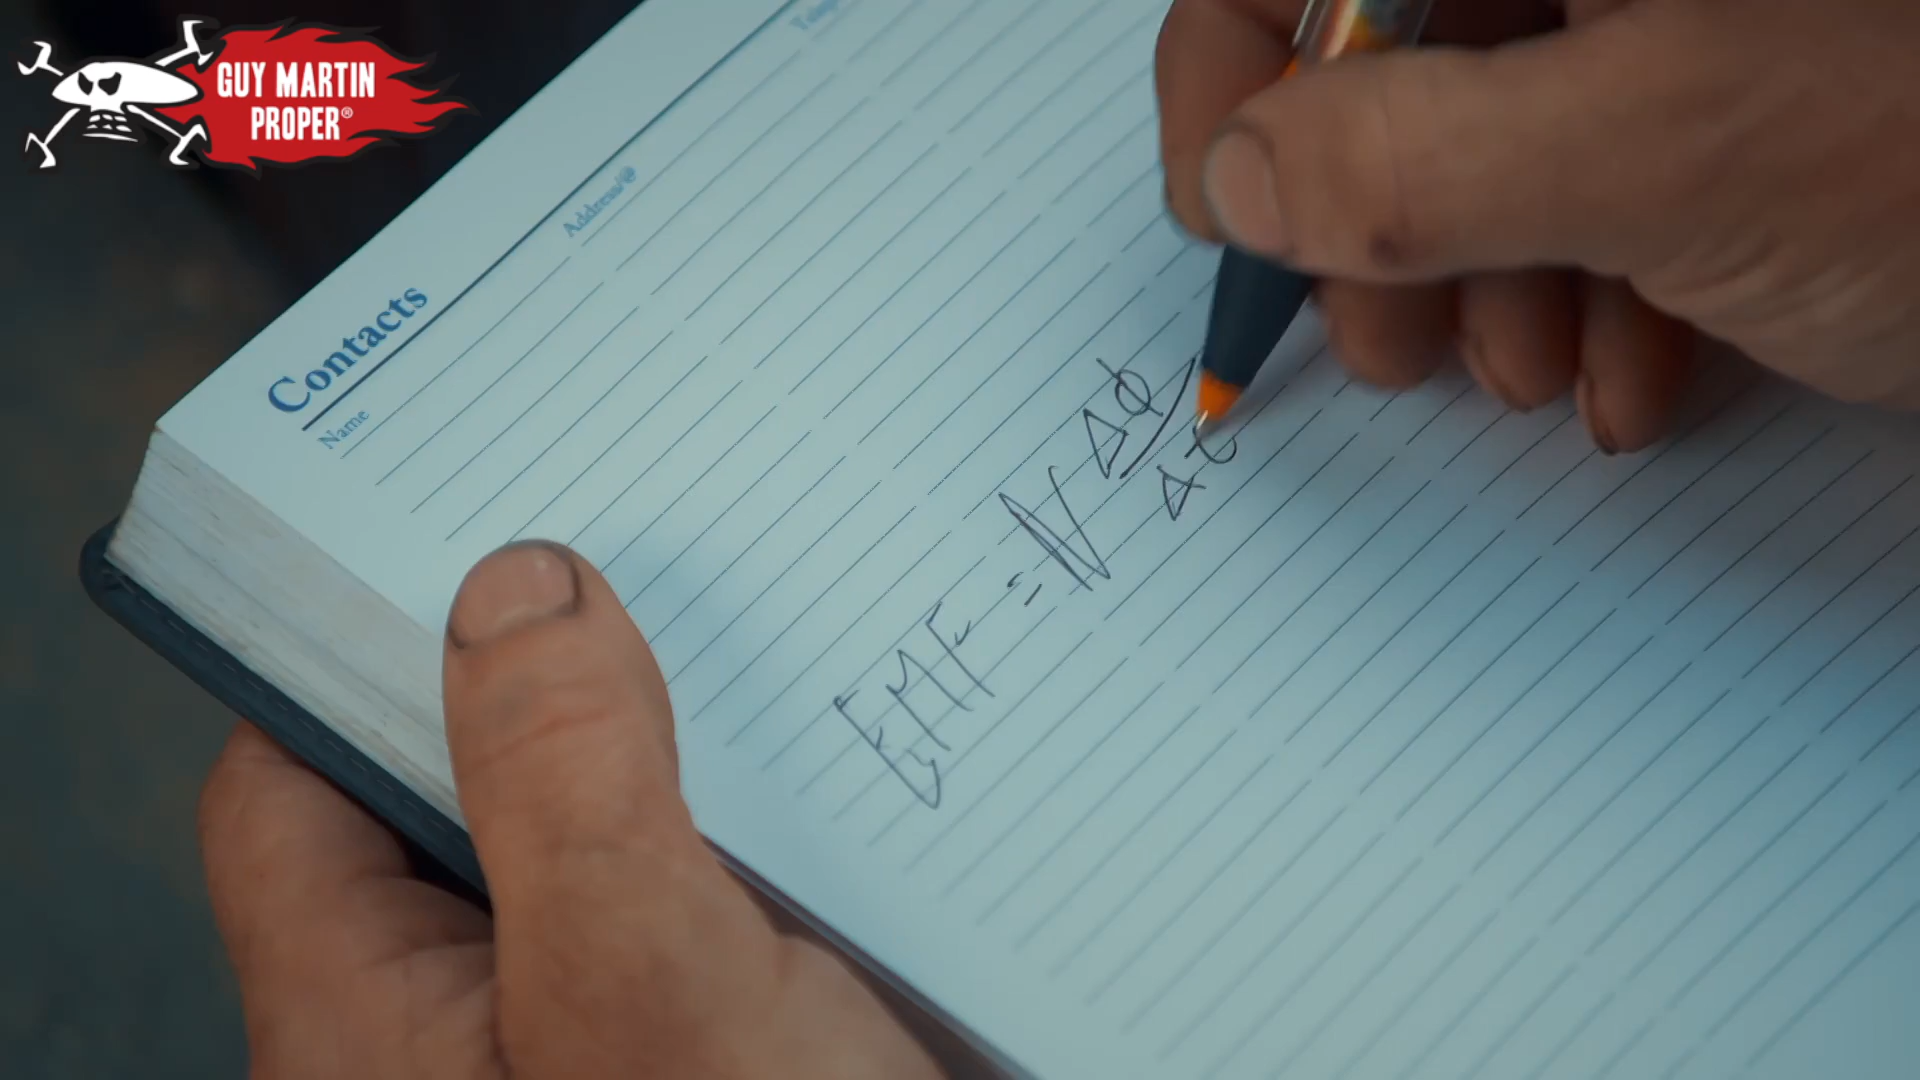 GUY MARTIN
PROPER®
Contacts
Name
Address/@
EMF = N Δϕ
Δt